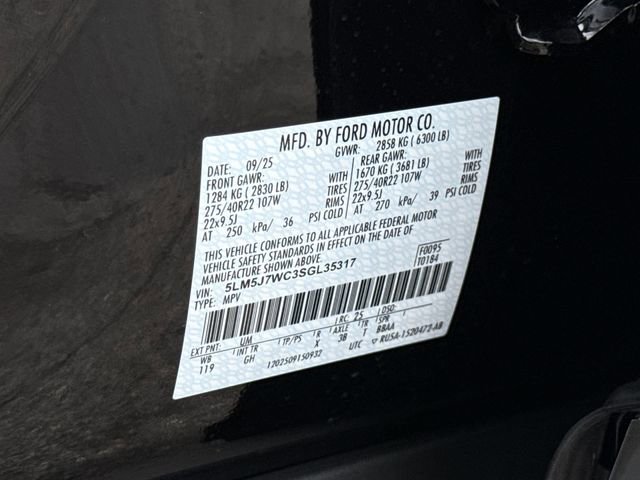 MFD. BY FORD MOTOR CO.
DATE: 09/25 GVWR: 2858 KG ( 6300 LB)
FRONT GAWR: WITH REAR GAWR: WITH
1284 KG ( 2830 LB) TIRES 1670 KG ( 3681 LB) TIRES
275/40R22 107W RIMS 275/40R22 107W RIMS
22x9.5J 22x9.5J
AT 250 kPa/ 36 PSI COLD AT 270 kPa/ 39 PSI COLD
THIS VEHICLE CONFORMS TO ALL APPLICABLE FEDERAL MOTOR
VEHICLE SAFETY STANDARDS IN EFFECT ON THE DATE OF
MANUFACTURE SHOWN ABOVE.
VIN: 5LM5J7WC3SGL35317 F0095
TYPE: MPV T0184
RC: 25 DSO:
EXT PNT: UM
WB INT TR TP/PS R AXLE TR SPR
119 GH X 3B T BBAA
1202509150932 UTC RU5A-1520472-AB